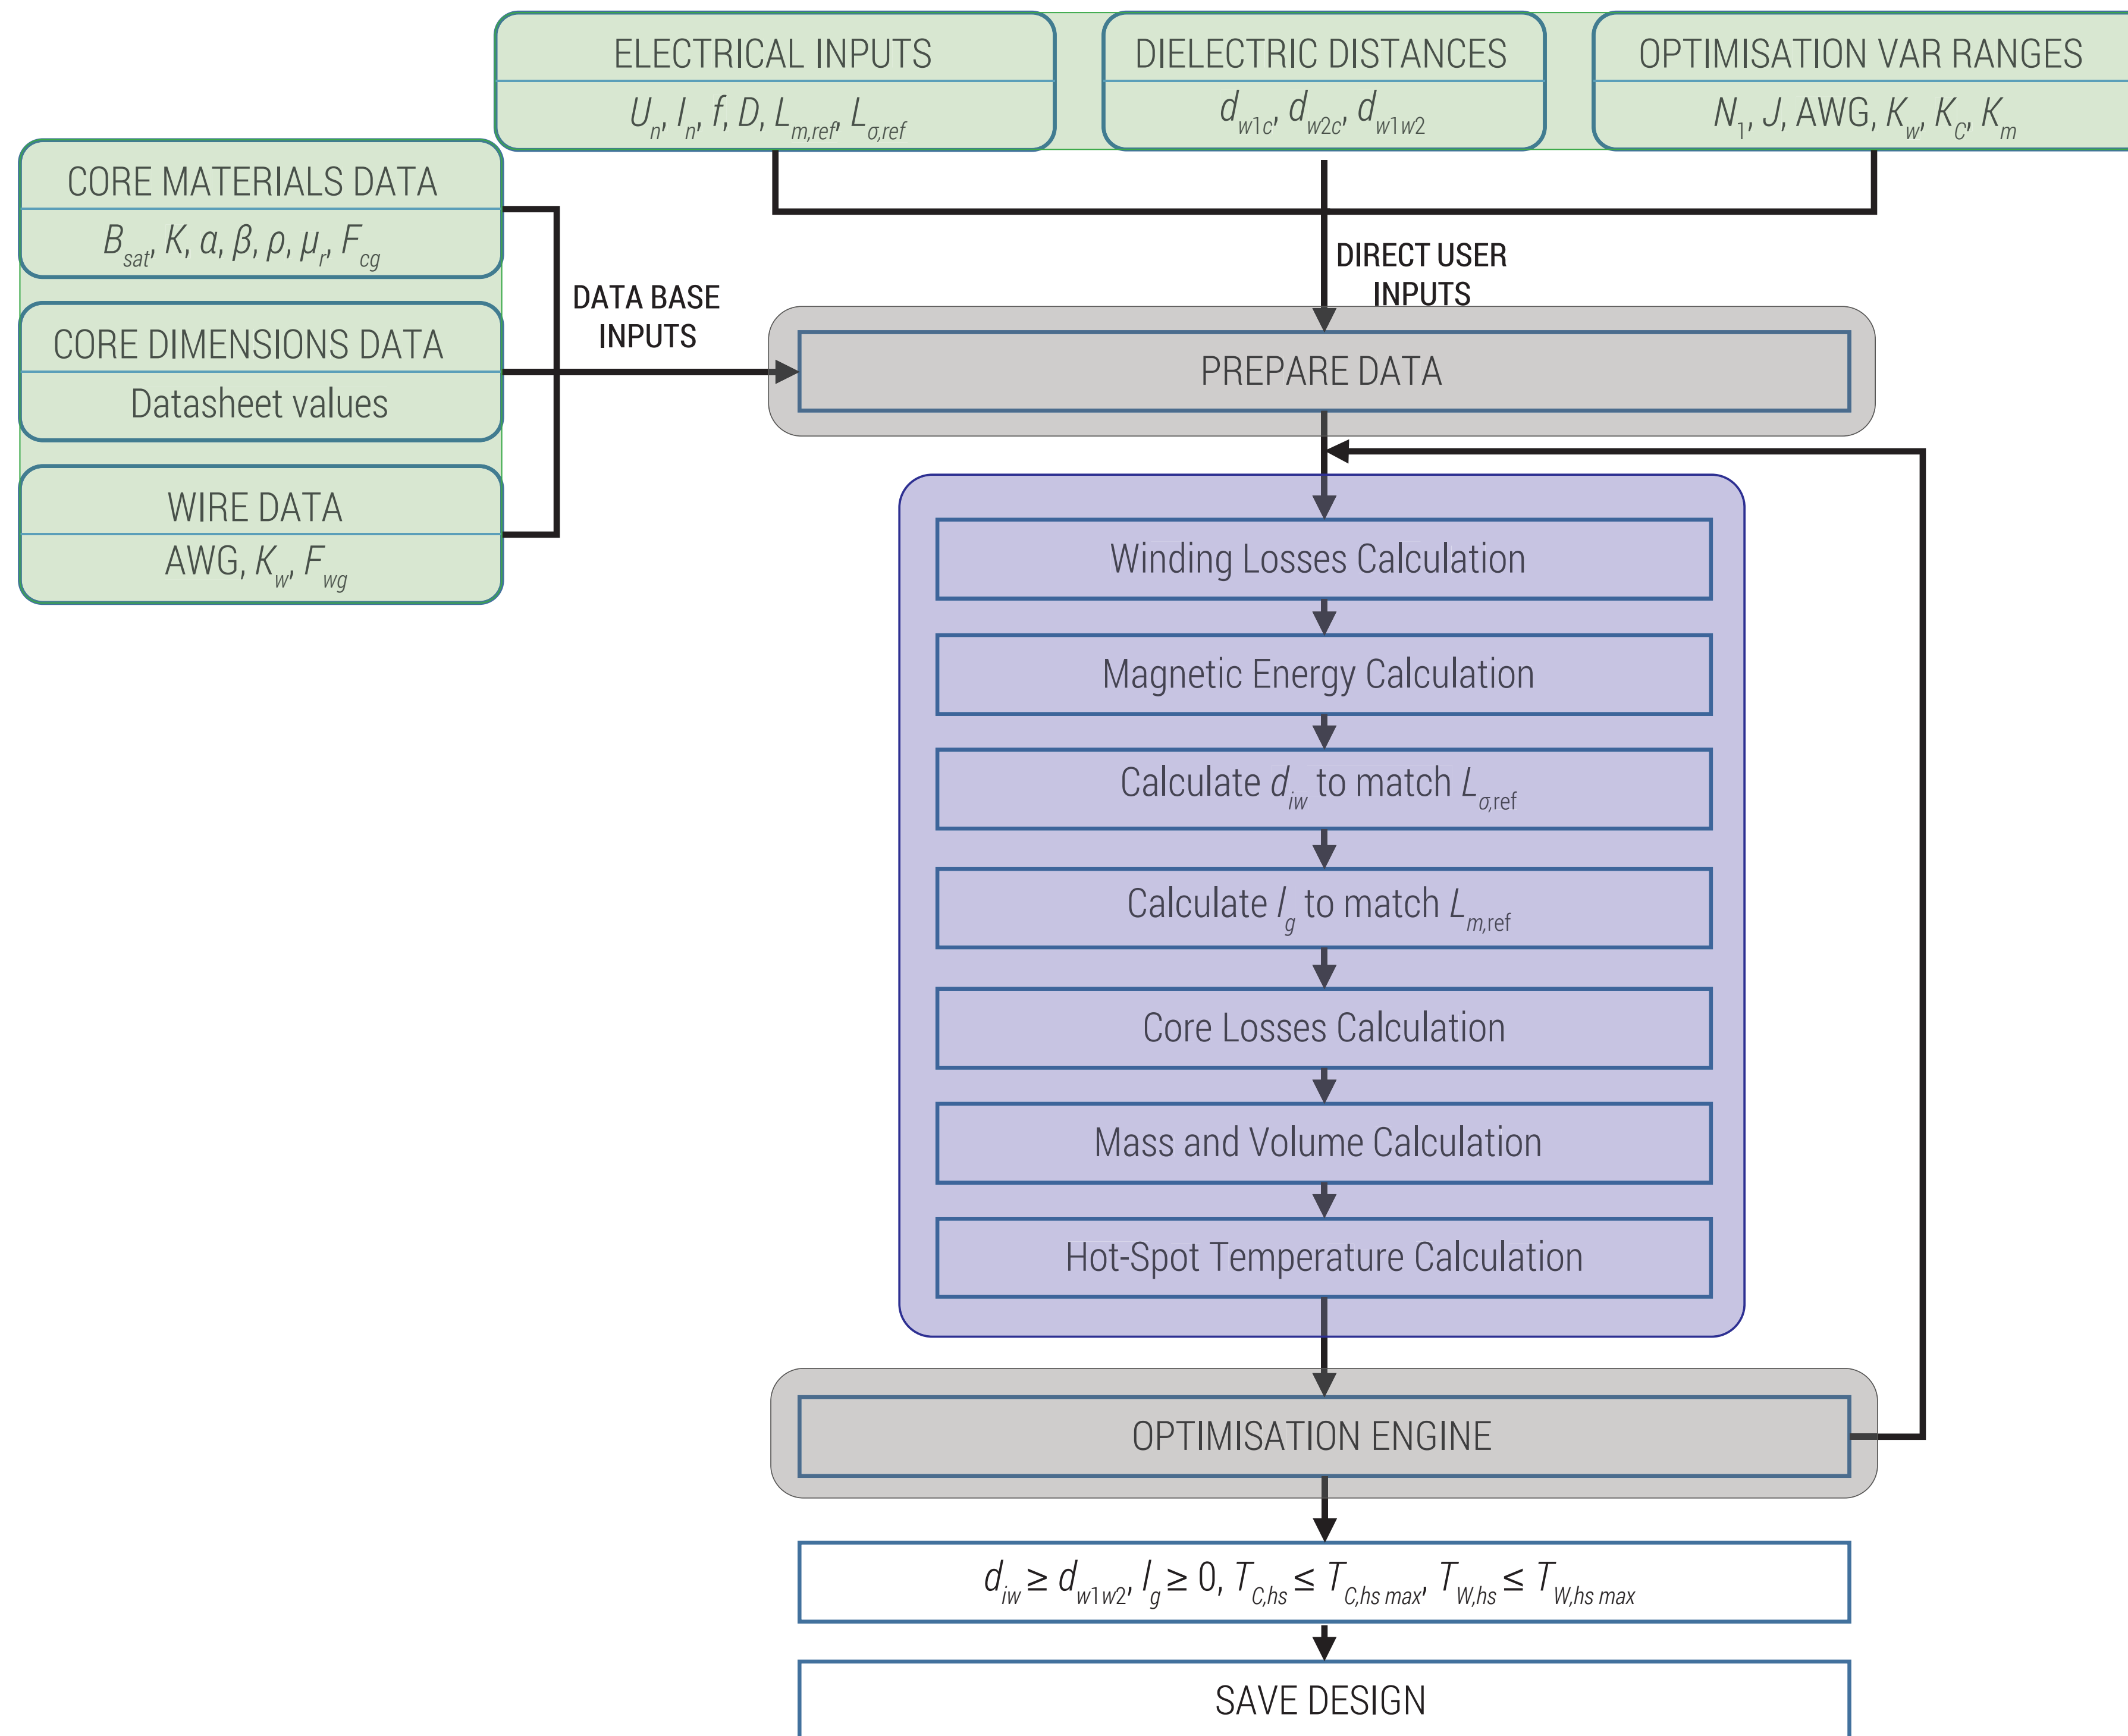 ELECTRICAL INPUTS
Uₙ, Iₙ, f, D, L_m,ref, L_σ,ref
DIELECTRIC DISTANCES
d_w1c, d_w2c, d_w1w2
OPTIMISATION VAR RANGES
N₁, J, AWG, K_w, K_C, K_m
CORE MATERIALS DATA
B_sat, K, α, β, ρ, μ_r, F_cg
CORE DIMENSIONS DATA
Datasheet values
WIRE DATA
AWG, K_w, F_wg
DATA BASE
INPUTS
DIRECT USER
INPUTS
PREPARE DATA
Winding Losses Calculation
Magnetic Energy Calculation
Calculate d_iw to match L_σ,ref
Calculate l_g to match L_m,ref
Core Losses Calculation
Mass and Volume Calculation
Hot-Spot Temperature Calculation
OPTIMISATION ENGINE
d_iw ≥ d_w1w2, l_g ≥ 0, T_C,hs ≤ T_C,hs max, T_W,hs ≤ T_W,hs max
SAVE DESIGN